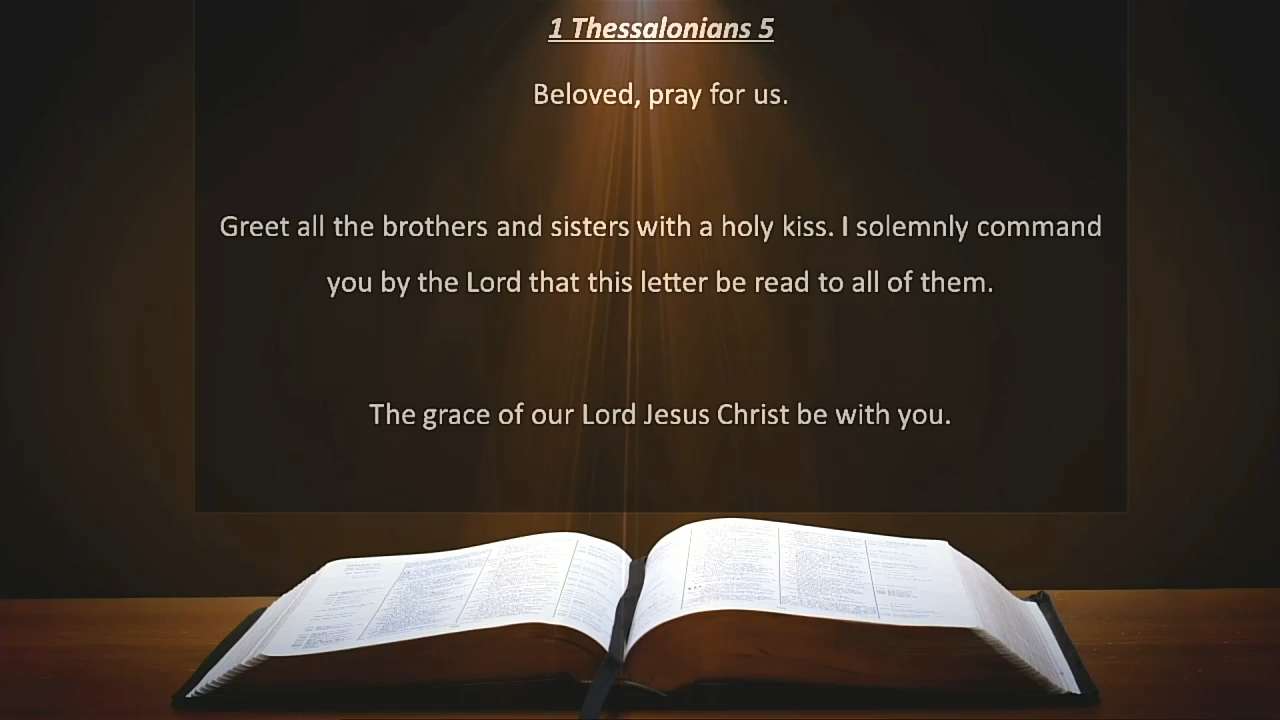 1 Thessalonians 5
Beloved, pray for us.
Greet all the brothers and sisters with a holy kiss. I solemnly command
you by the Lord that this letter be read to all of them.
The grace of our Lord Jesus Christ be with you.